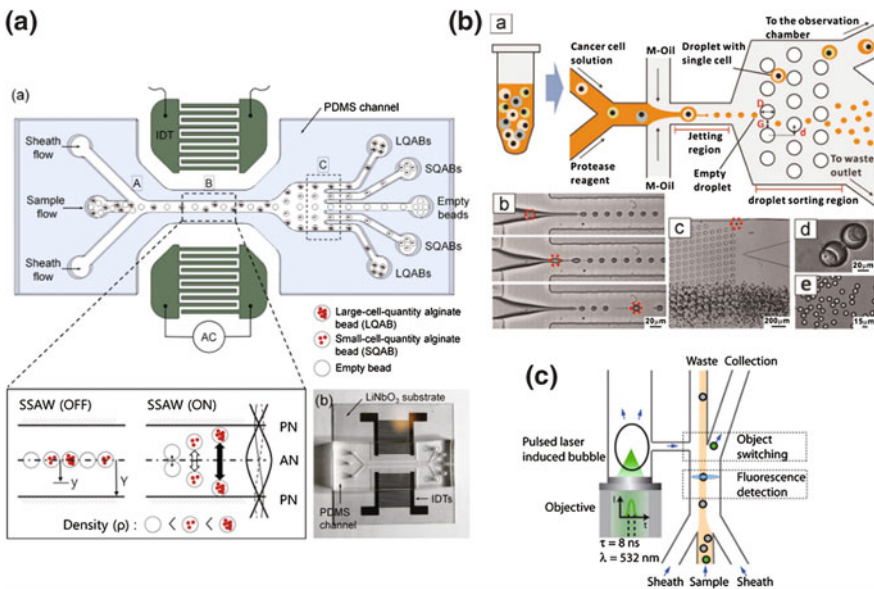 (a)
(a)
IDT
PDMS channel
Sheath
flow
A
B
C
LQABs
SQABs
Sample
flow
Empty
beads
SQABs
Sheath
flow
LQABs
AC
Large-cell-quantity alginate
bead (LQAB)
Small-cell-quantity alginate
bead (SQAB)
Empty bead
SSAW (OFF)
SSAW (ON)
PN
AN
PN
y
Y
Density (ρ) : < <
(b)
LiNbO3 substrate
PDMS
channel
IDTs
(b)
a
Cancer cell
solution
M-Oil
Droplet with
single cell
To the observation
chamber
D
G
d
Jetting
region
Protease
reagent
M-Oil
Empty
droplet
To waste
outlet
droplet sorting region
b
20μm
c
200μm
d
20μm
e
15μm
(c)
Waste
Collection
Pulsed laser
induced bubble
Object
switching
Fluorescence
detection
Objective
I
t
τ = 8 ns
λ = 532 nm
Sheath
Sample
Sheath